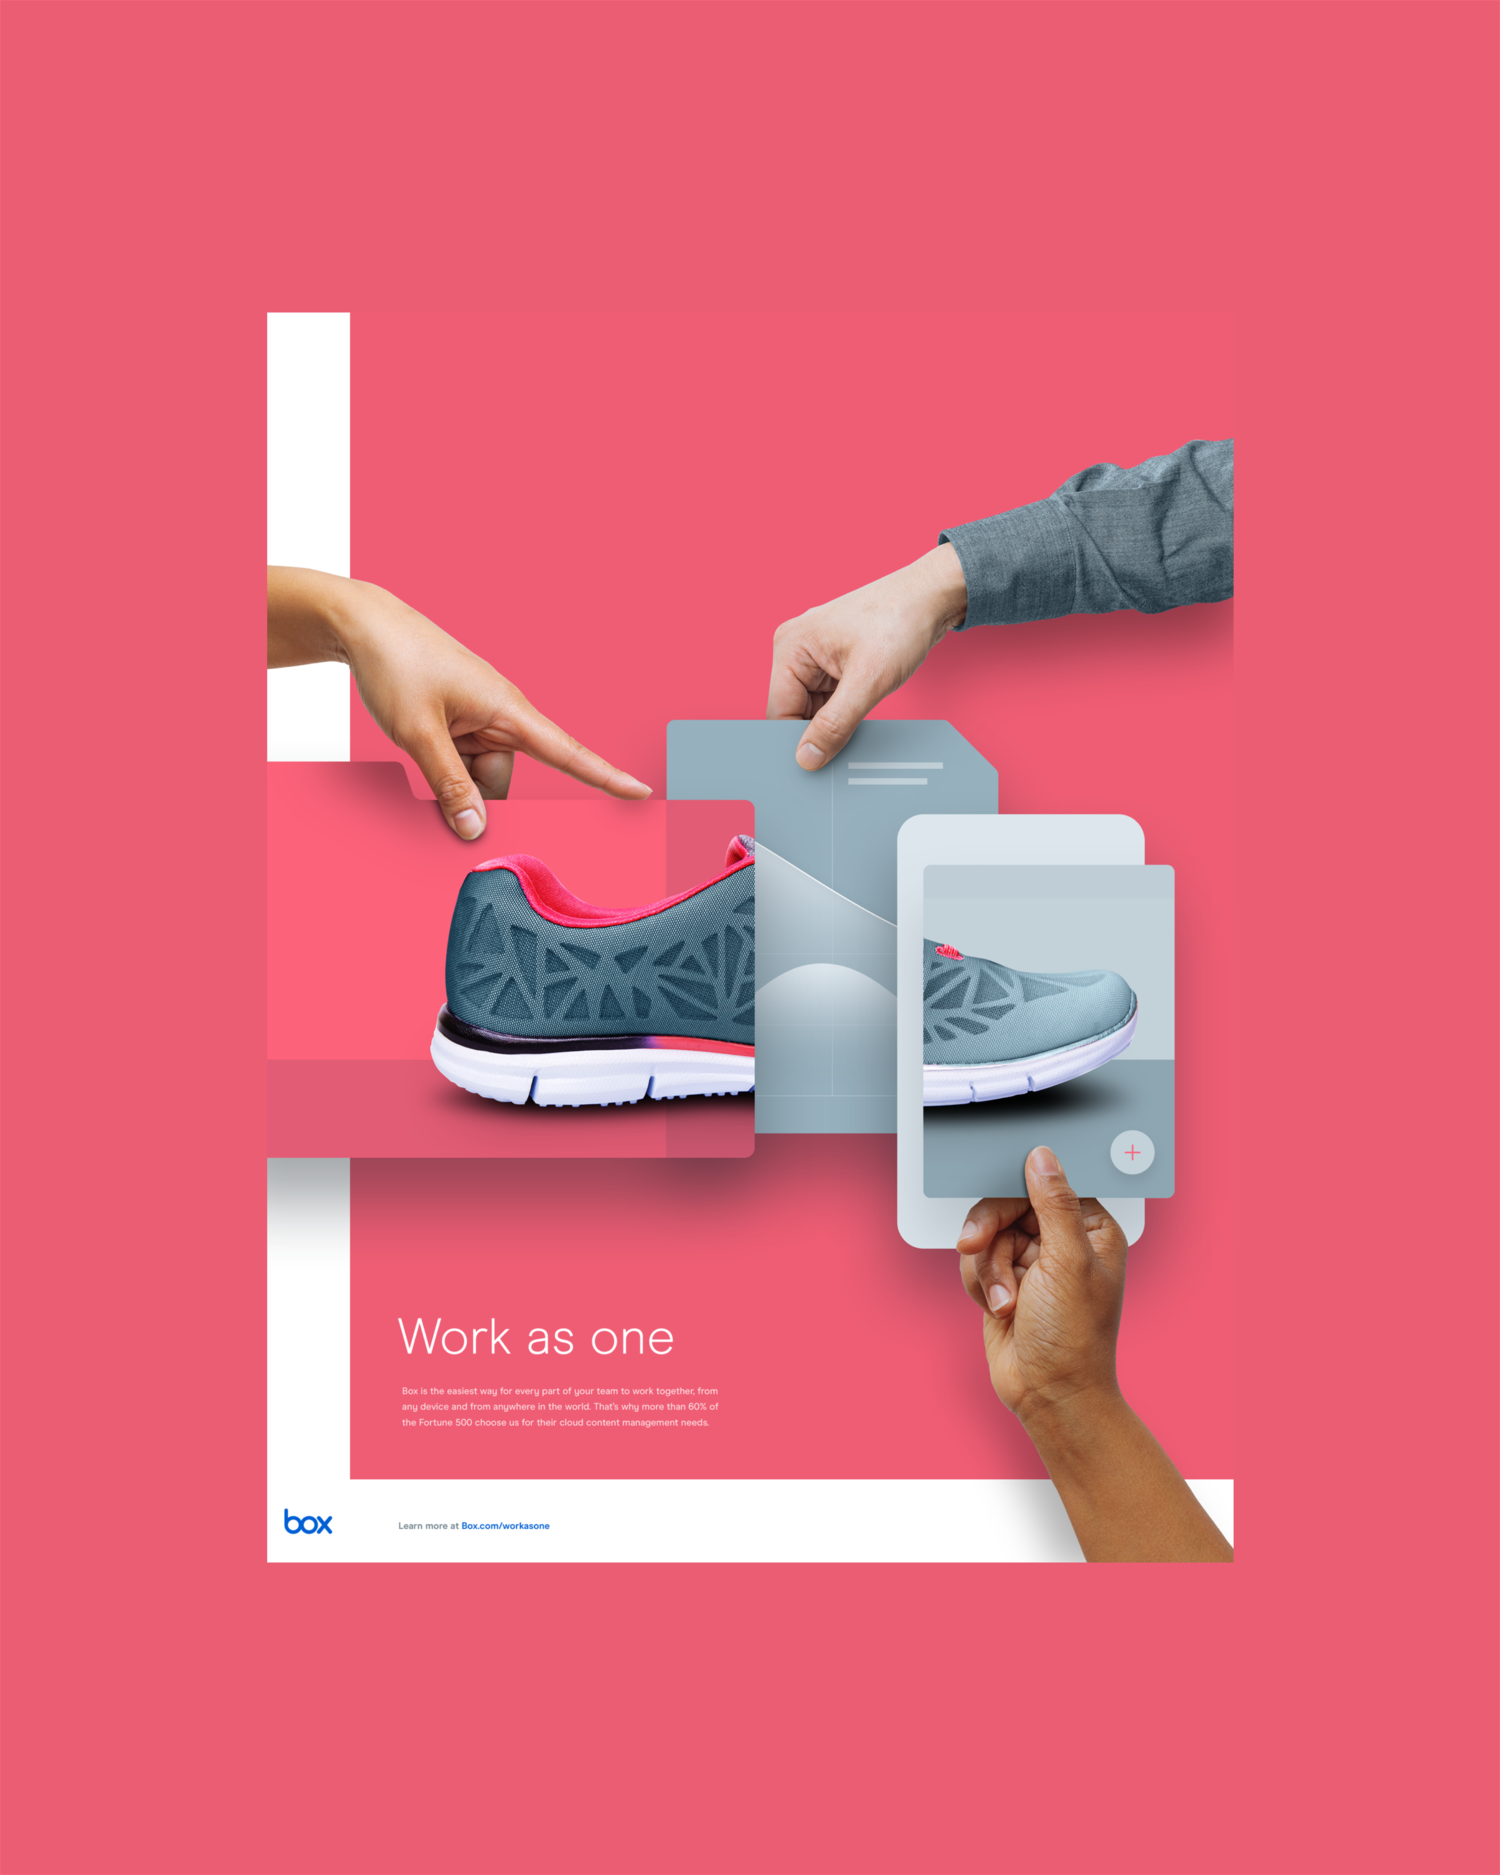 Work as one
Box is the easiest way for every part of your team to work together, from
any device and from anywhere in the world. That's why more than 60% of
the Fortune 500 choose us for their cloud content management needs.
box
Learn more at Box.com/workasone